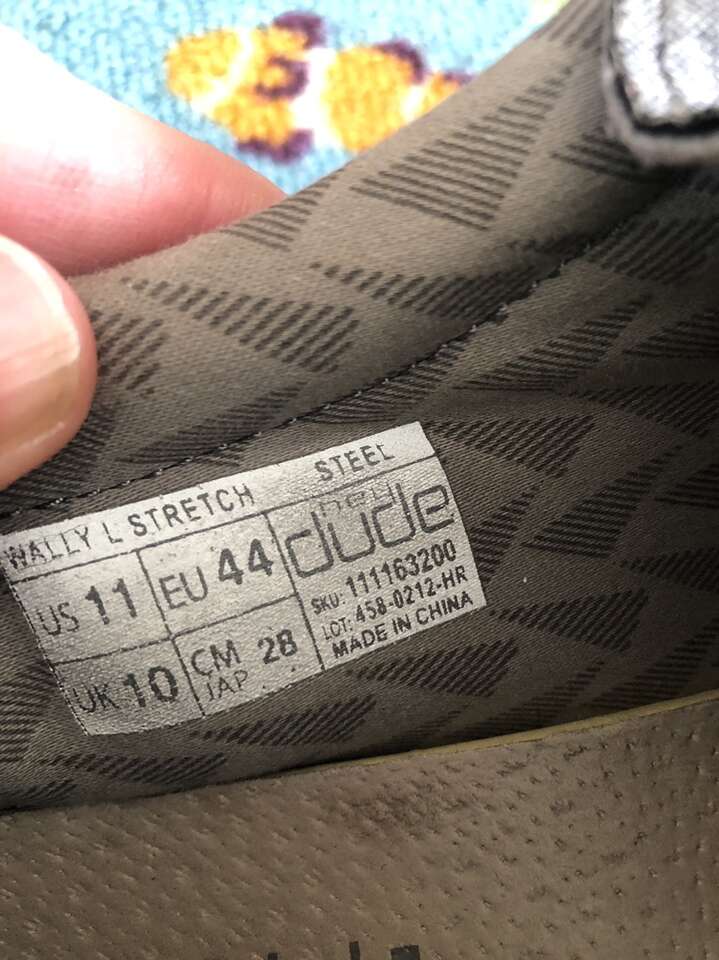 WALLY L STRETCH STEEL
US 11 EU 44
hey
dude
UK 10 CM 28
JAP
SKU: 111163200
LOT: 458-0212-HR
MADE IN CHINA